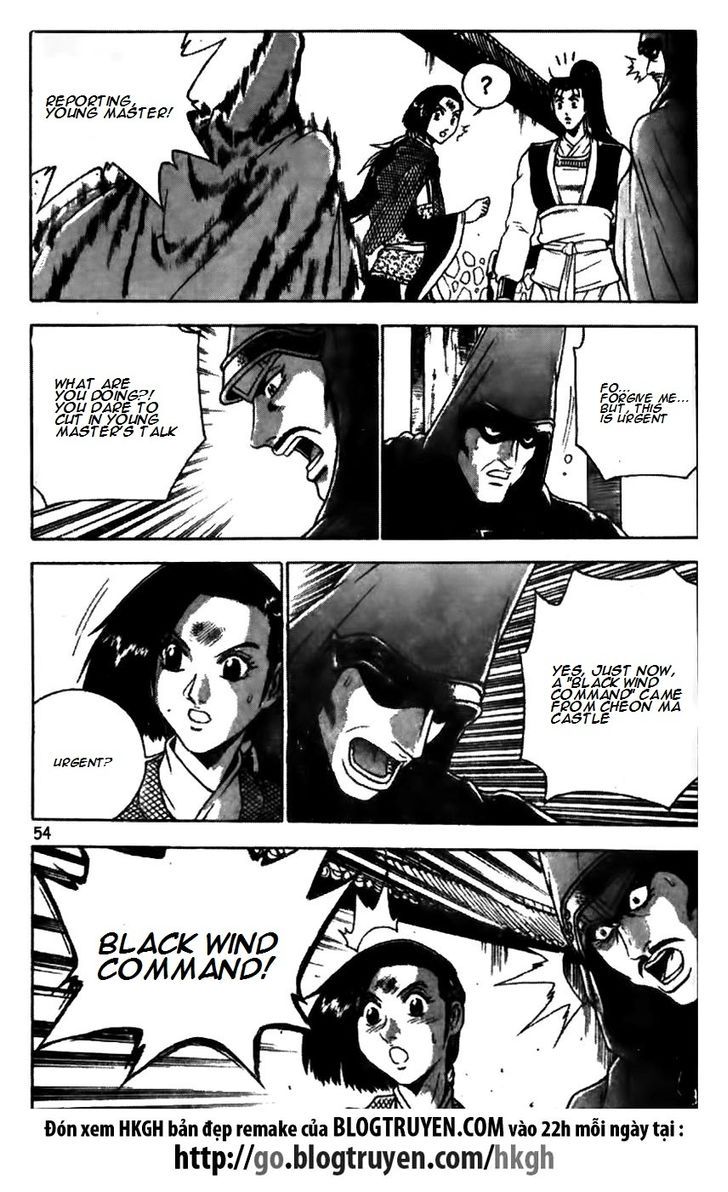 REPORTING,
YOUNG MASTER!
?
WHAT ARE
YOU DOING?!
YOU DARE TO
CUT IN YOUNG
MASTER'S TALK
FO...
FORGIVE ME...
BUT, THIS
IS URGENT
URGENT?
YES, JUST NOW,
A "BLACK WIND
COMMAND" CAME
FROM CHEON MA
CASTLE
54
BLACK WIND
COMMAND!
Đón xem HKGH bản đẹp remake của BLOGTRUYEN.COM vào 22h mỗi ngày tại :
http://go.blogtruyen.com/hkgh